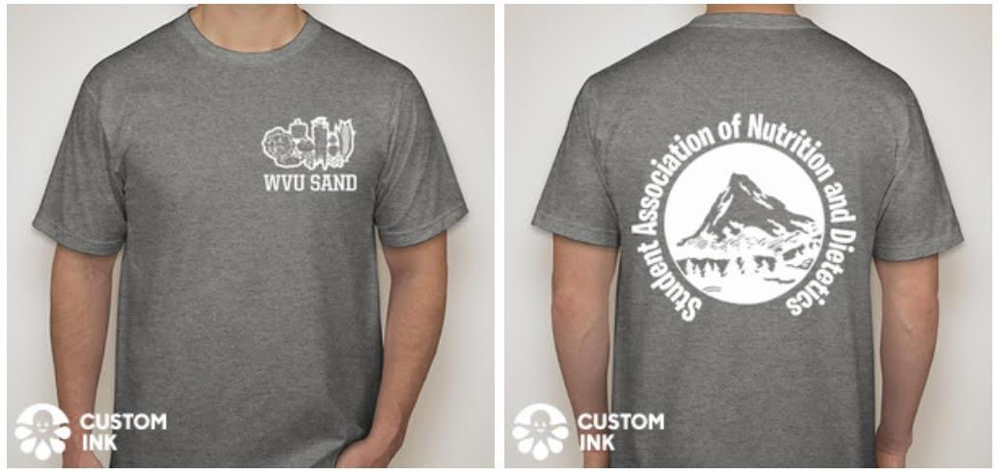 WVU SAND
CUSTOM
INK
Student Association of Nutrition and Dietetics
CUSTOM
INK